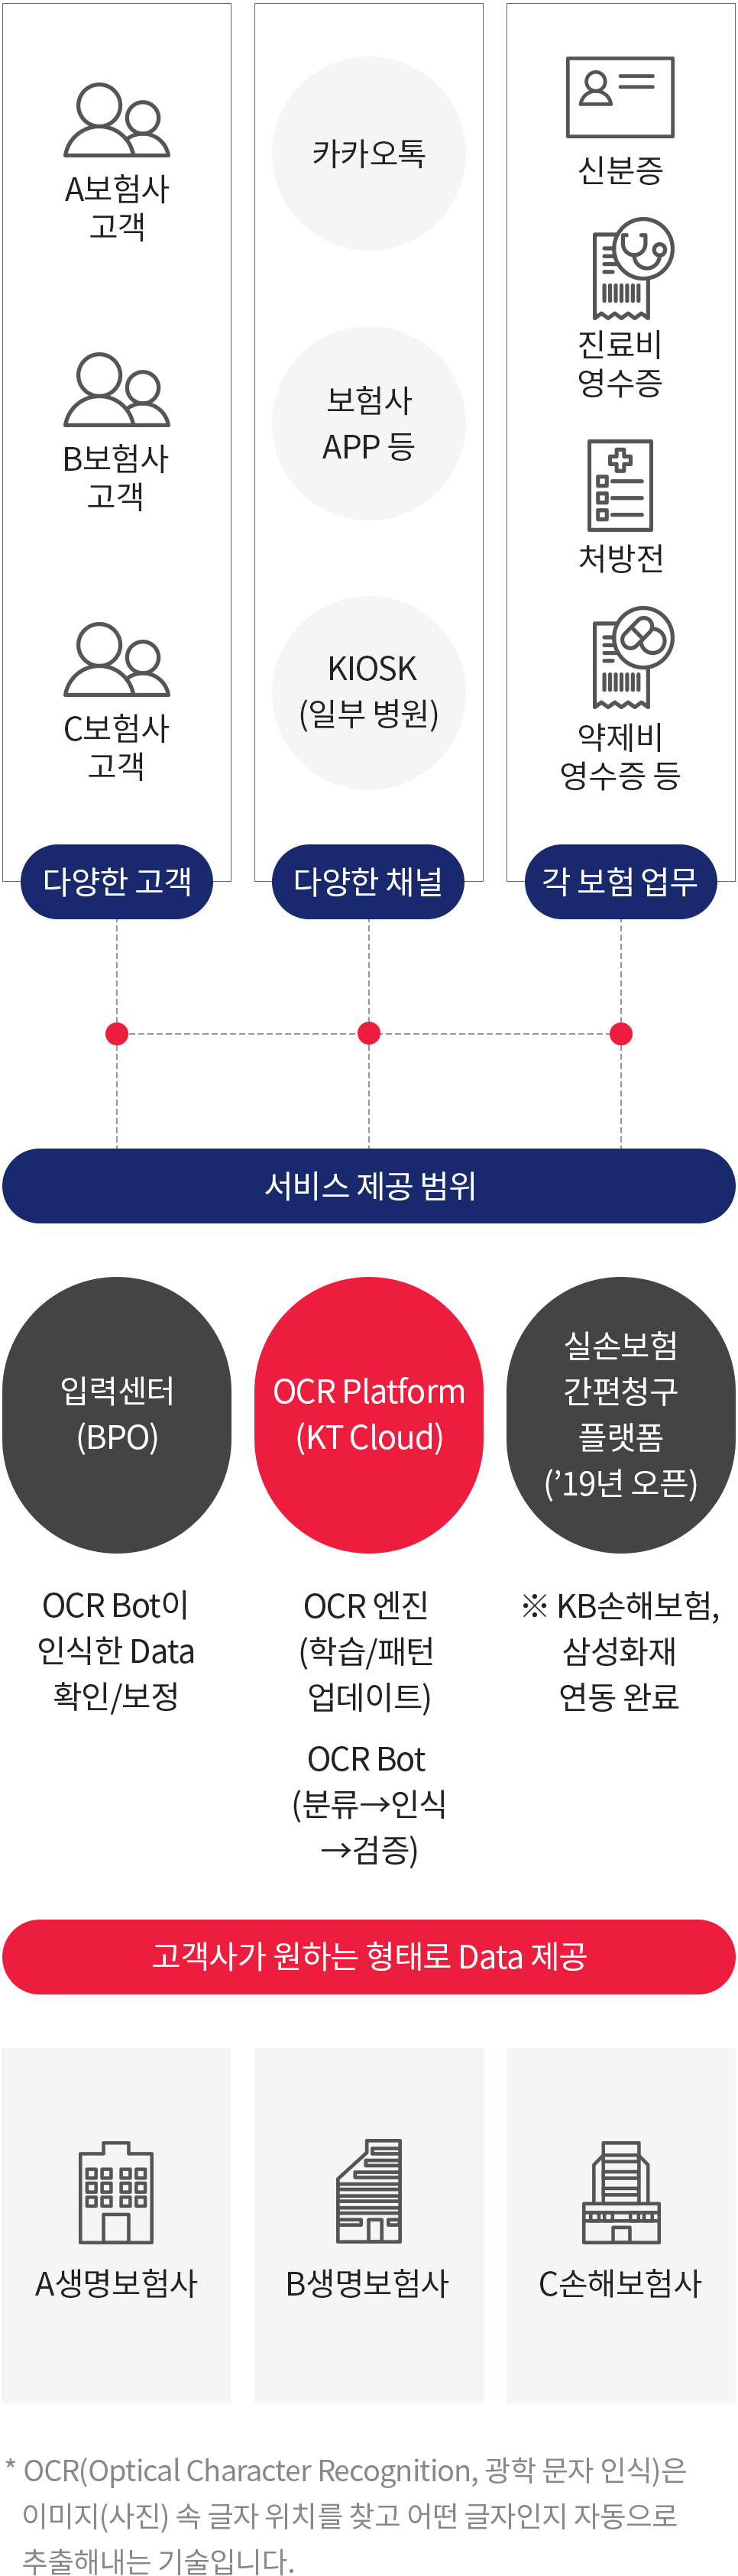 A보험사
고객
B보험사
고객
C보험사
고객
다양한 고객
카카오톡
보험사
APP 등
KIOSK
(일부 병원)
다양한 채널
신분증
진료비
영수증
처방전
약제비
영수증 등
각 보험 업무
서비스 제공 범위
입력센터
(BPO)
OCR Bot이
인식한 Data
확인/보정
OCR Platform
(KT Cloud)
OCR 엔진
(학습/패턴
업데이트)
OCR Bot
(분류→인식
→검증)
실손보험
간편청구
플랫폼
(’19년 오픈)
※ KB손해보험,
삼성화재
연동 완료
고객사가 원하는 형태로 Data 제공
A생명보험사
B생명보험사
C손해보험사
* OCR(Optical Character Recognition, 광학 문자 인식)은
이미지(사진) 속 글자 위치를 찾고 어떤 글자인지 자동으로
추출해내는 기술입니다.